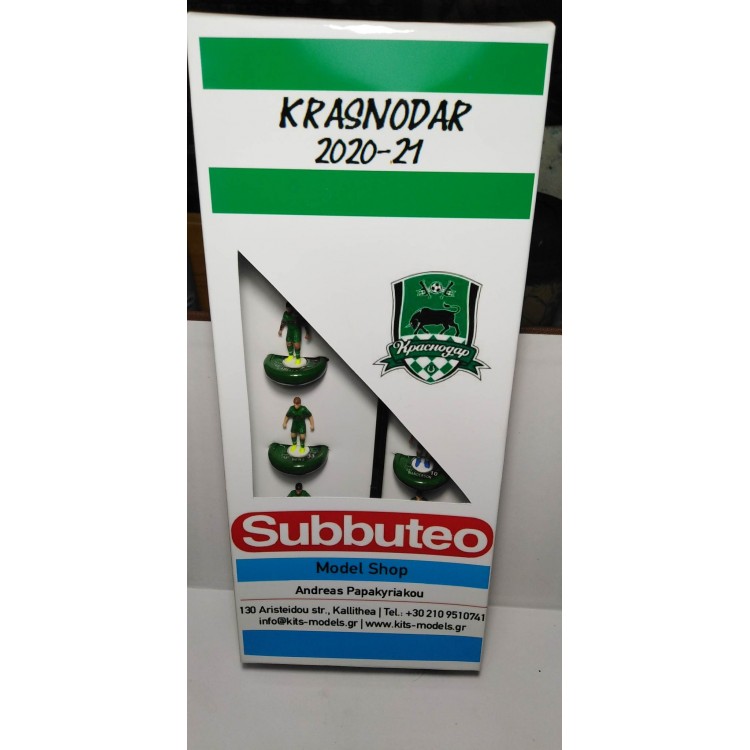 KRASNODAR
2020-21
Краснодар
Subbuteo
Model Shop
Andreas Papakyriakou
130 Aristeidou str., Kallithea | Tel.: +30 210 9510741
info@kits-models.gr | www.kits-models.gr